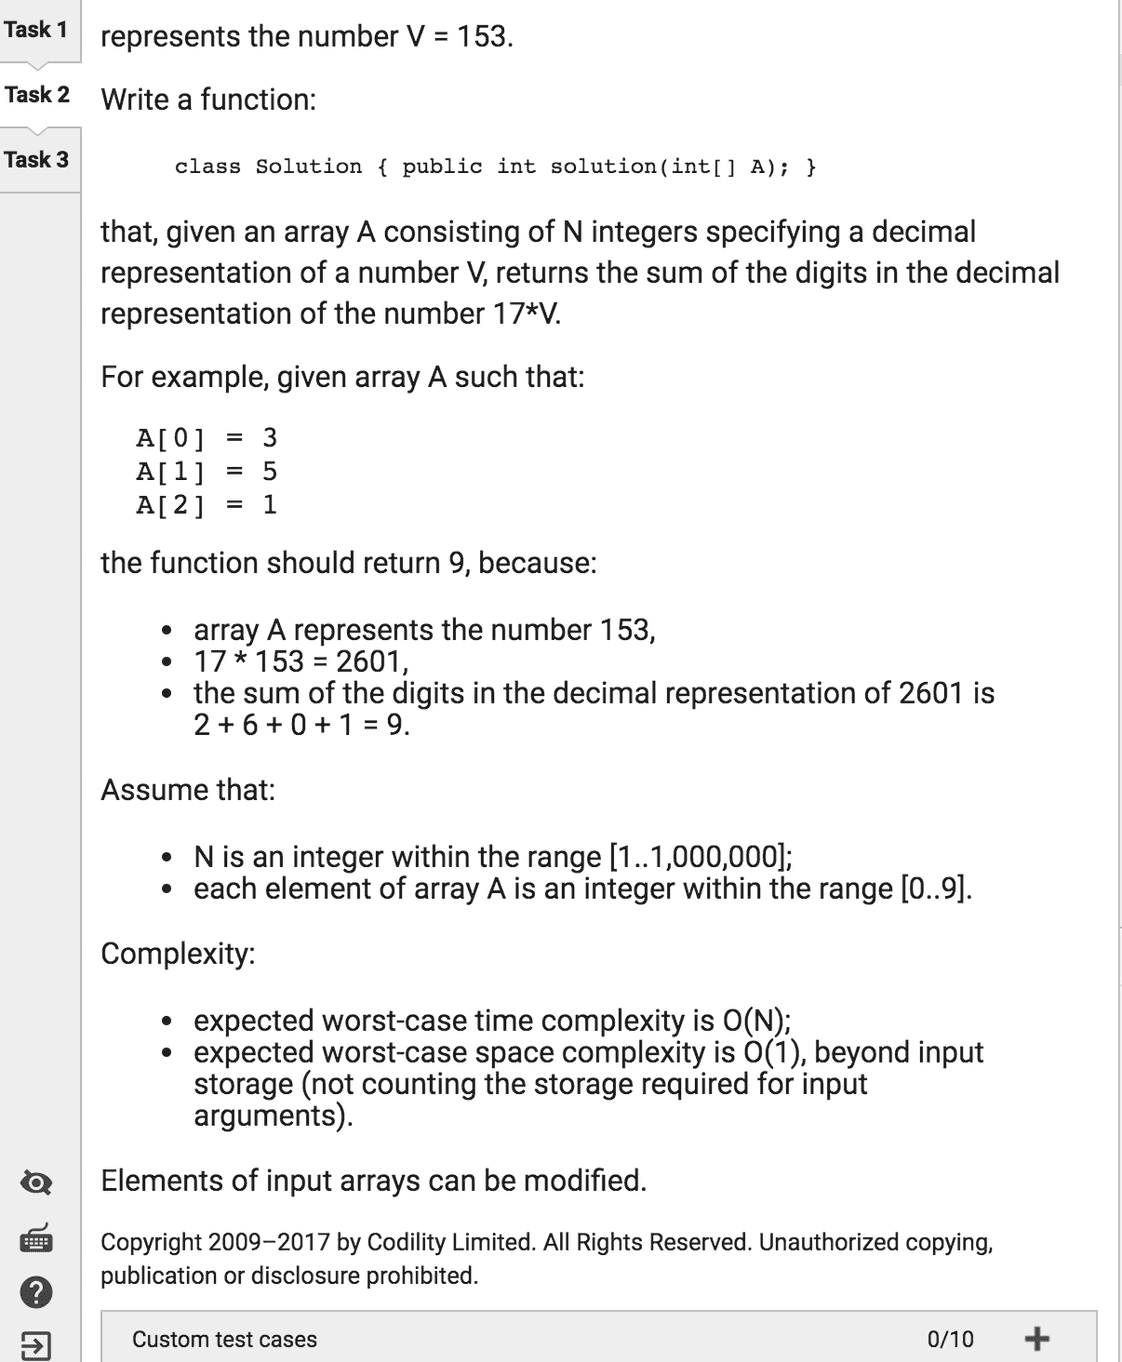 Task 1
represents the number V = 153.
Task 2
Write a function:
Task 3
class Solution { public int solution(int[] A); }
that, given an array A consisting of N integers specifying a decimal
representation of a number V, returns the sum of the digits in the decimal
representation of the number 17*V.
For example, given array A such that:
A[0] = 3
A[1] = 5
A[2] = 1
the function should return 9, because:
• array A represents the number 153,
• 17 * 153 = 2601,
• the sum of the digits in the decimal representation of 2601 is
2 + 6 + 0 + 1 = 9.
Assume that:
• N is an integer within the range [1..1,000,000];
• each element of array A is an integer within the range [0..9].
Complexity:
• expected worst-case time complexity is O(N);
• expected worst-case space complexity is O(1), beyond input
storage (not counting the storage required for input
arguments).
Elements of input arrays can be modified.
Copyright 2009–2017 by Codility Limited. All Rights Reserved. Unauthorized copying,
publication or disclosure prohibited.
Custom test cases 0/10 +